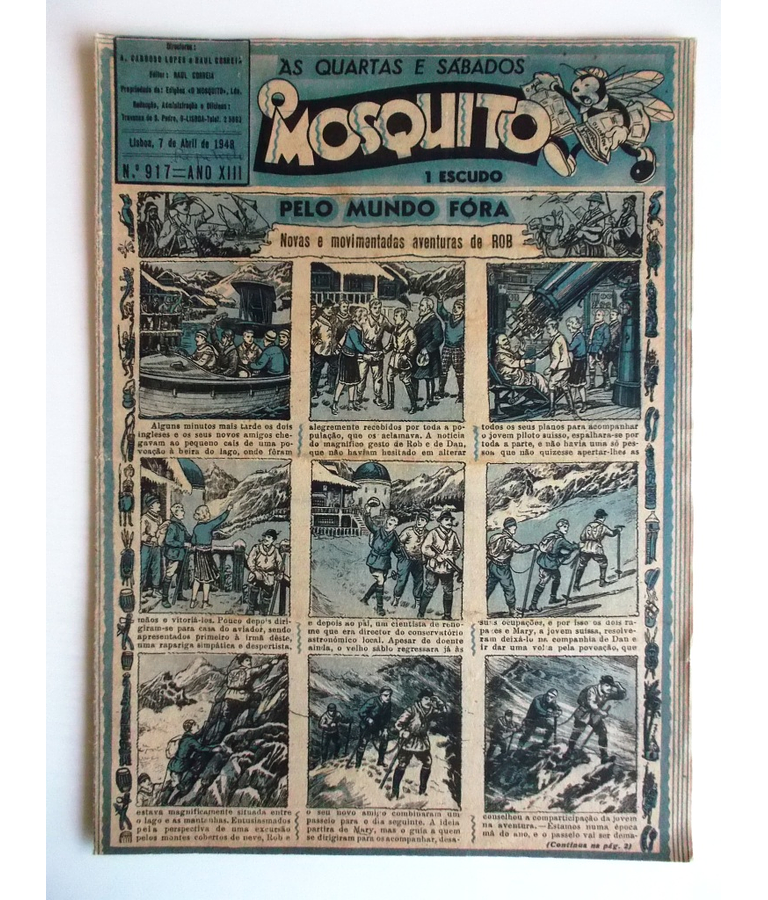 Directores:
A. CARDOSO LOPES e RAUL CORREIA
Editor: RAUL CORREIA
Propriedade de: Edições «O MOSQUITO», Lda.
Redacção, Administração e Oficinas:
Travessa de S. Pedro, 9-LISBOA-Telef.
Lisboa, 7 de Abril de 1948
N.º 917=ANO XIII
ÀS QUARTAS E SÁBADOS
O MOSQUITO
1 ESCUDO
PELO MUNDO FÓRA
Novas e movimentadas aventuras de ROB
Alguns minutos mais tarde os dois
ingleses e os seus novos amigos che-
gavam ao pequeno cais de uma po-
voação à beira do lago, onde fóram
alegremente recebidos por toda a po-
pulação, que os aclamava. A noticia
do magnífico gesto de Rob e de Dan,
que não haviam hesitado em alterar
todos os seus planos para acompanhar
o jovem piloto suisso, espalhara-se por
toda a parte, e não havia uma só pes-
soa que não quizesse apertar-lhes as
mãos e vitoriá-los. Pouco depois diri-
giram-se para casa do aviador, sendo
apresentados primeiro à irmã dêste,
uma rapariga simpática e despertista,
e depois ao pai, um cientista de reno-
me que era director do conservatório
astronómico local. Apesar de doente
ainda, o velho sábio regressara já às
suas ocupações, e por isso os dois ra-
pazes e Mary, a jovem suissa, resolve-
ram deixá-lo na companhia de Dan e
ir dar uma volta pela povoação, que
estava magnificamente situada entre
o lago e as montanhas. Entusiasmados
pela perspectiva de uma excursão
pelos montes cobertos de neve, Rob e
o seu novo amigo combinaram um
passeio para o dia seguinte. A ideia
partira de Mary, mas o guia a quem
se dirigiram para os acompanhar, desa-
conselhou a comparticipação da jovem
na aventura.—Estamos numa época
má do ano, e o passeio vai ser dema-
(Continua na pág. 2)